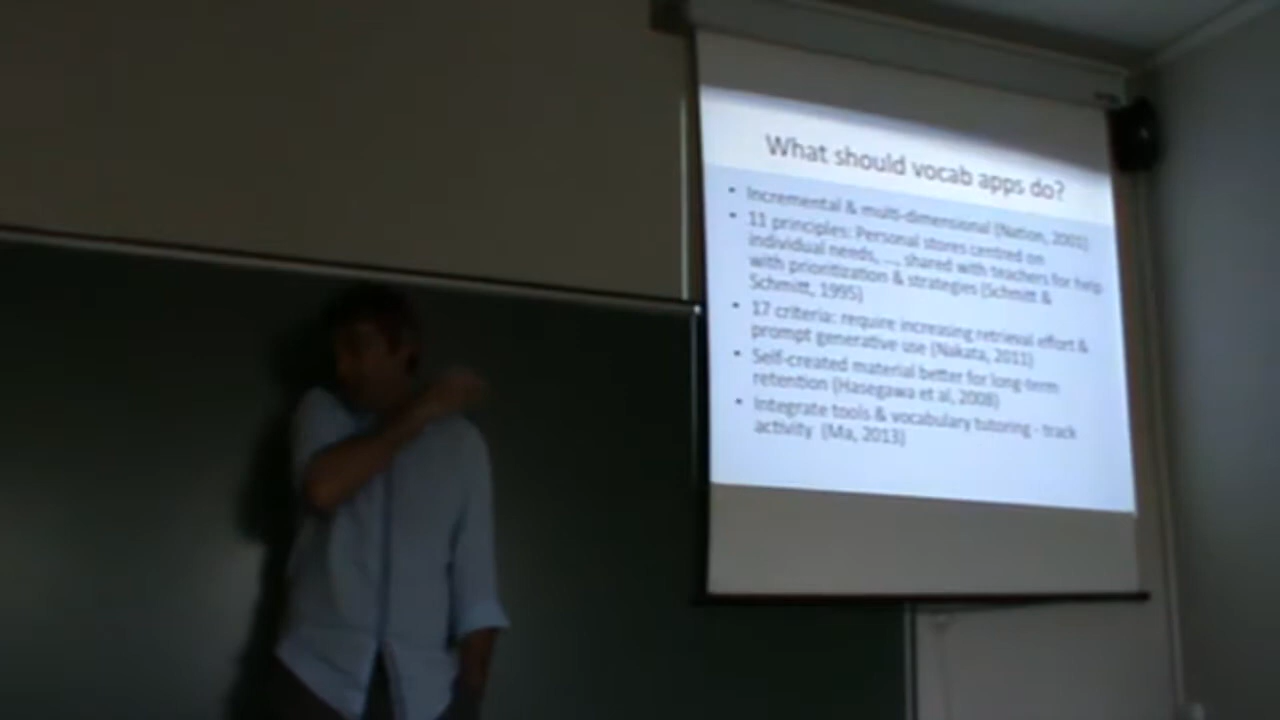 What should vocab apps do?
• Incremental & multi-dimensional (Nation, 2001)
• 11 principles: Personal stores centred on
individual needs, ..., shared with teachers for help
with prioritization & strategies (Schmitt &
Schmitt, 1995)
• 17 criteria: require increasing retrieval effort &
prompt generative use (Nakata, 2011)
• Self-created material better for long-term
retention (Hasegawa et al, 2008)
• Integrate tools & vocabulary tutoring - track
activity (Ma, 2013)